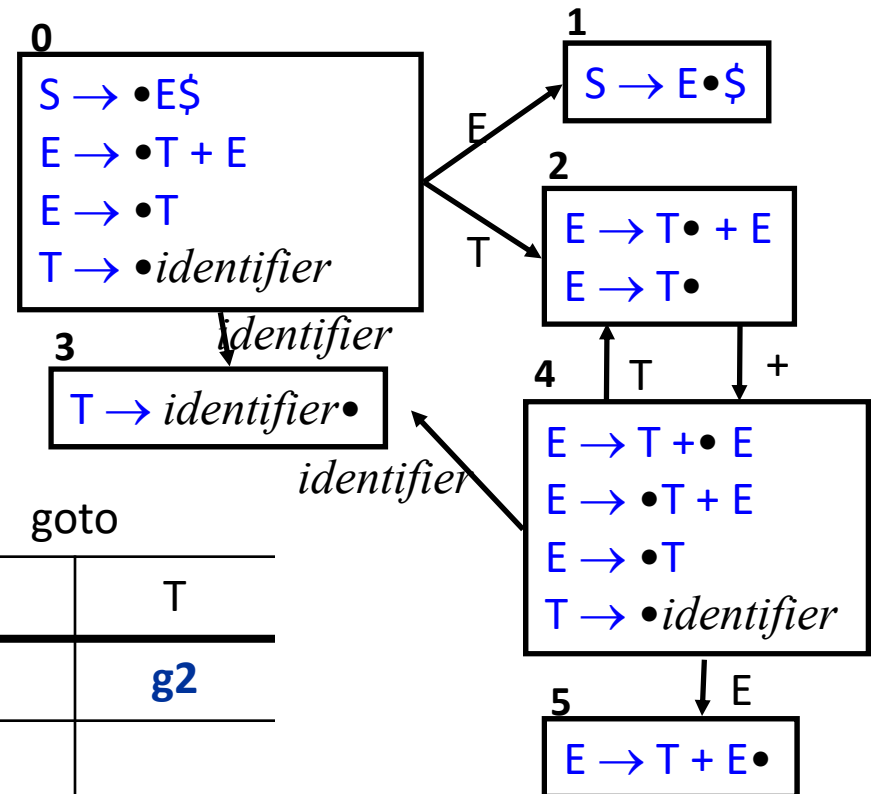 0
S → •E$
E → •T + E
E → •T
T → •identifier
E
T
identifier
1
S → E•$
2
E → T• + E
E → T•
3
T → identifier•
identifier
T
+
4
E → T +• E
E → •T + E
E → •T
T → •identifier
E
5
E → T + E•
goto
T
g2